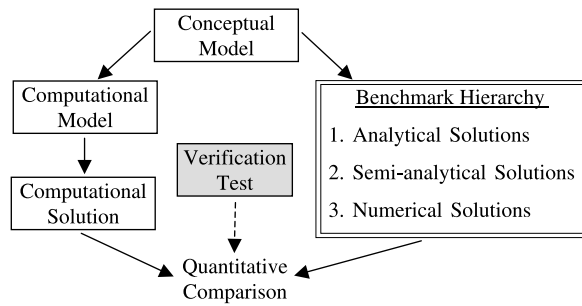 Conceptual
Model
Computational
Model
Benchmark Hierarchy
1. Analytical Solutions
2. Semi-analytical Solutions
3. Numerical Solutions
Verification
Test
Computational
Solution
Quantitative
Comparison